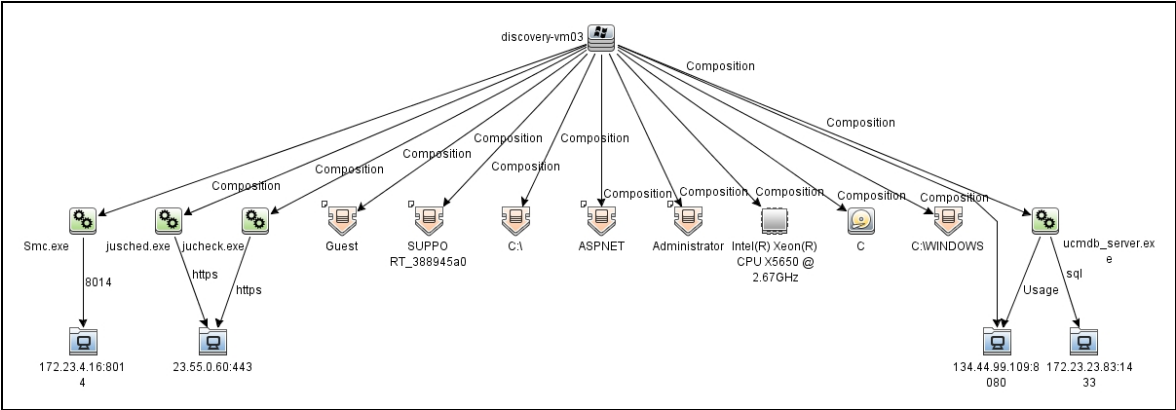 discovery-vm03
Composition
Composition
Composition
Composition
Composition
Composition
Composition
Composition
Composition
Composition
Composition
Composition
Smc.exe
jusched.exe
jucheck.exe
Guest
SUPPO
RT_388945a0
C:\
ASPNET
Administrator
Intel(R) Xeon(R)
CPU X5650 @
2.67GHz
C
C:\WINDOWS
ucmdb_server.ex
e
8014
https
https
Usage
sql
172.23.4.16:801
4
23.55.0.60:443
134.44.99.109:8
080
172.23.23.83:14
33